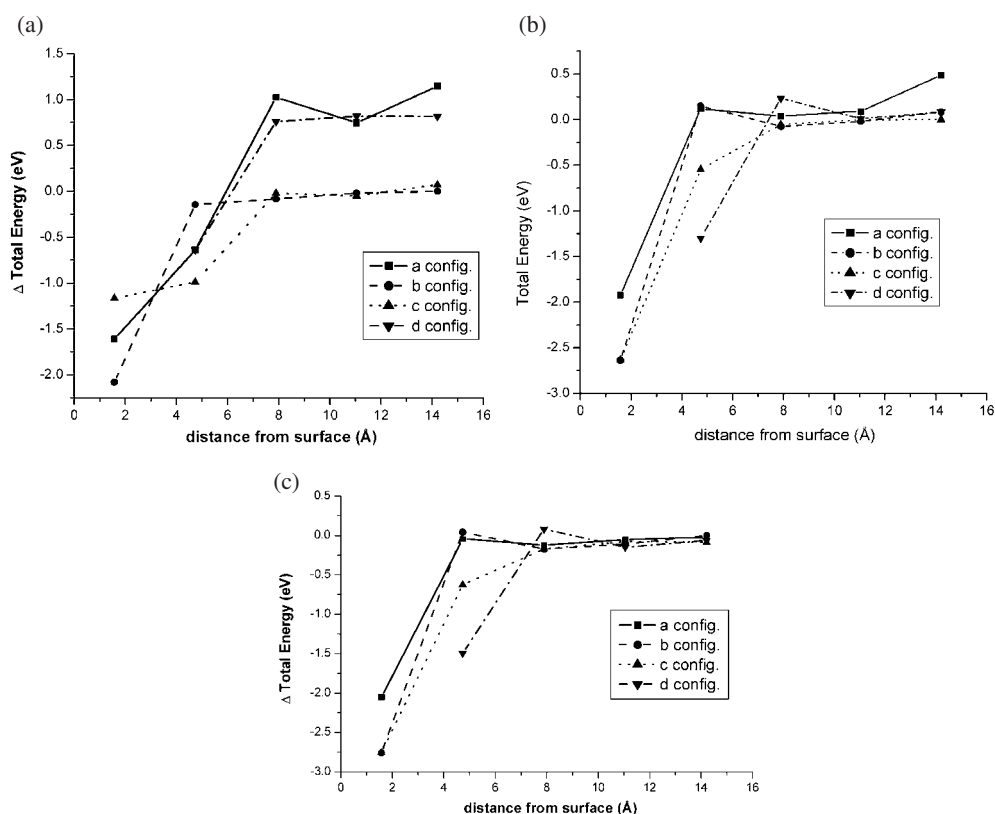 (a)
1.5
1.0
0.5
0.0
-0.5
-1.0
-1.5
-2.0
Δ Total Energy (eV)
0 2 4 6 8 10 12 14 16
distance from surface (Å)
a config.
b config.
c config.
d config.
(b)
0.5
0.0
-0.5
-1.0
-1.5
-2.0
-2.5
-3.0
Total Energy (eV)
0 2 4 6 8 10 12 14 16
distance from surface (Å)
a config.
b config.
c config.
d config.
(c)
0.5
0.0
-0.5
-1.0
-1.5
-2.0
-2.5
-3.0
Δ Total Energy (eV)
0 2 4 6 8 10 12 14 16
distance from surface (Å)
a config.
b config.
c config.
d config.